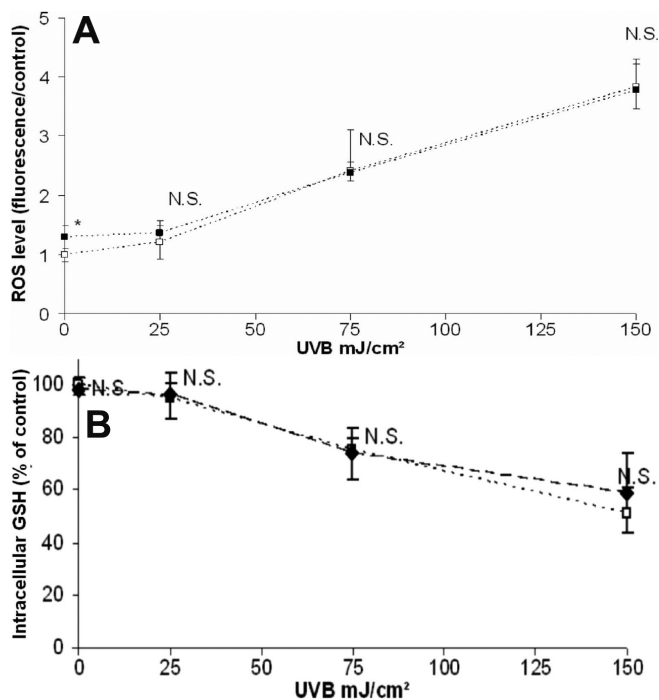 A
ROS level (fluorescence/control)
5
N.S.
4
3
N.S.
2
N.S.
*
1
0
0 25 50 75 100 125 150
UVB mJ/cm²
B
Intracellular GSH (% of control)
100
N.S.
N.S.
80
N.S.
60
N.S.
40
20
0
0 25 50 75 100 125 150
UVB mJ/cm²